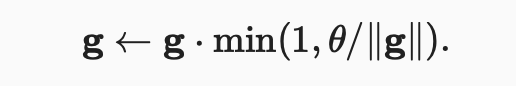 g ← g · min(1, θ/‖g‖).